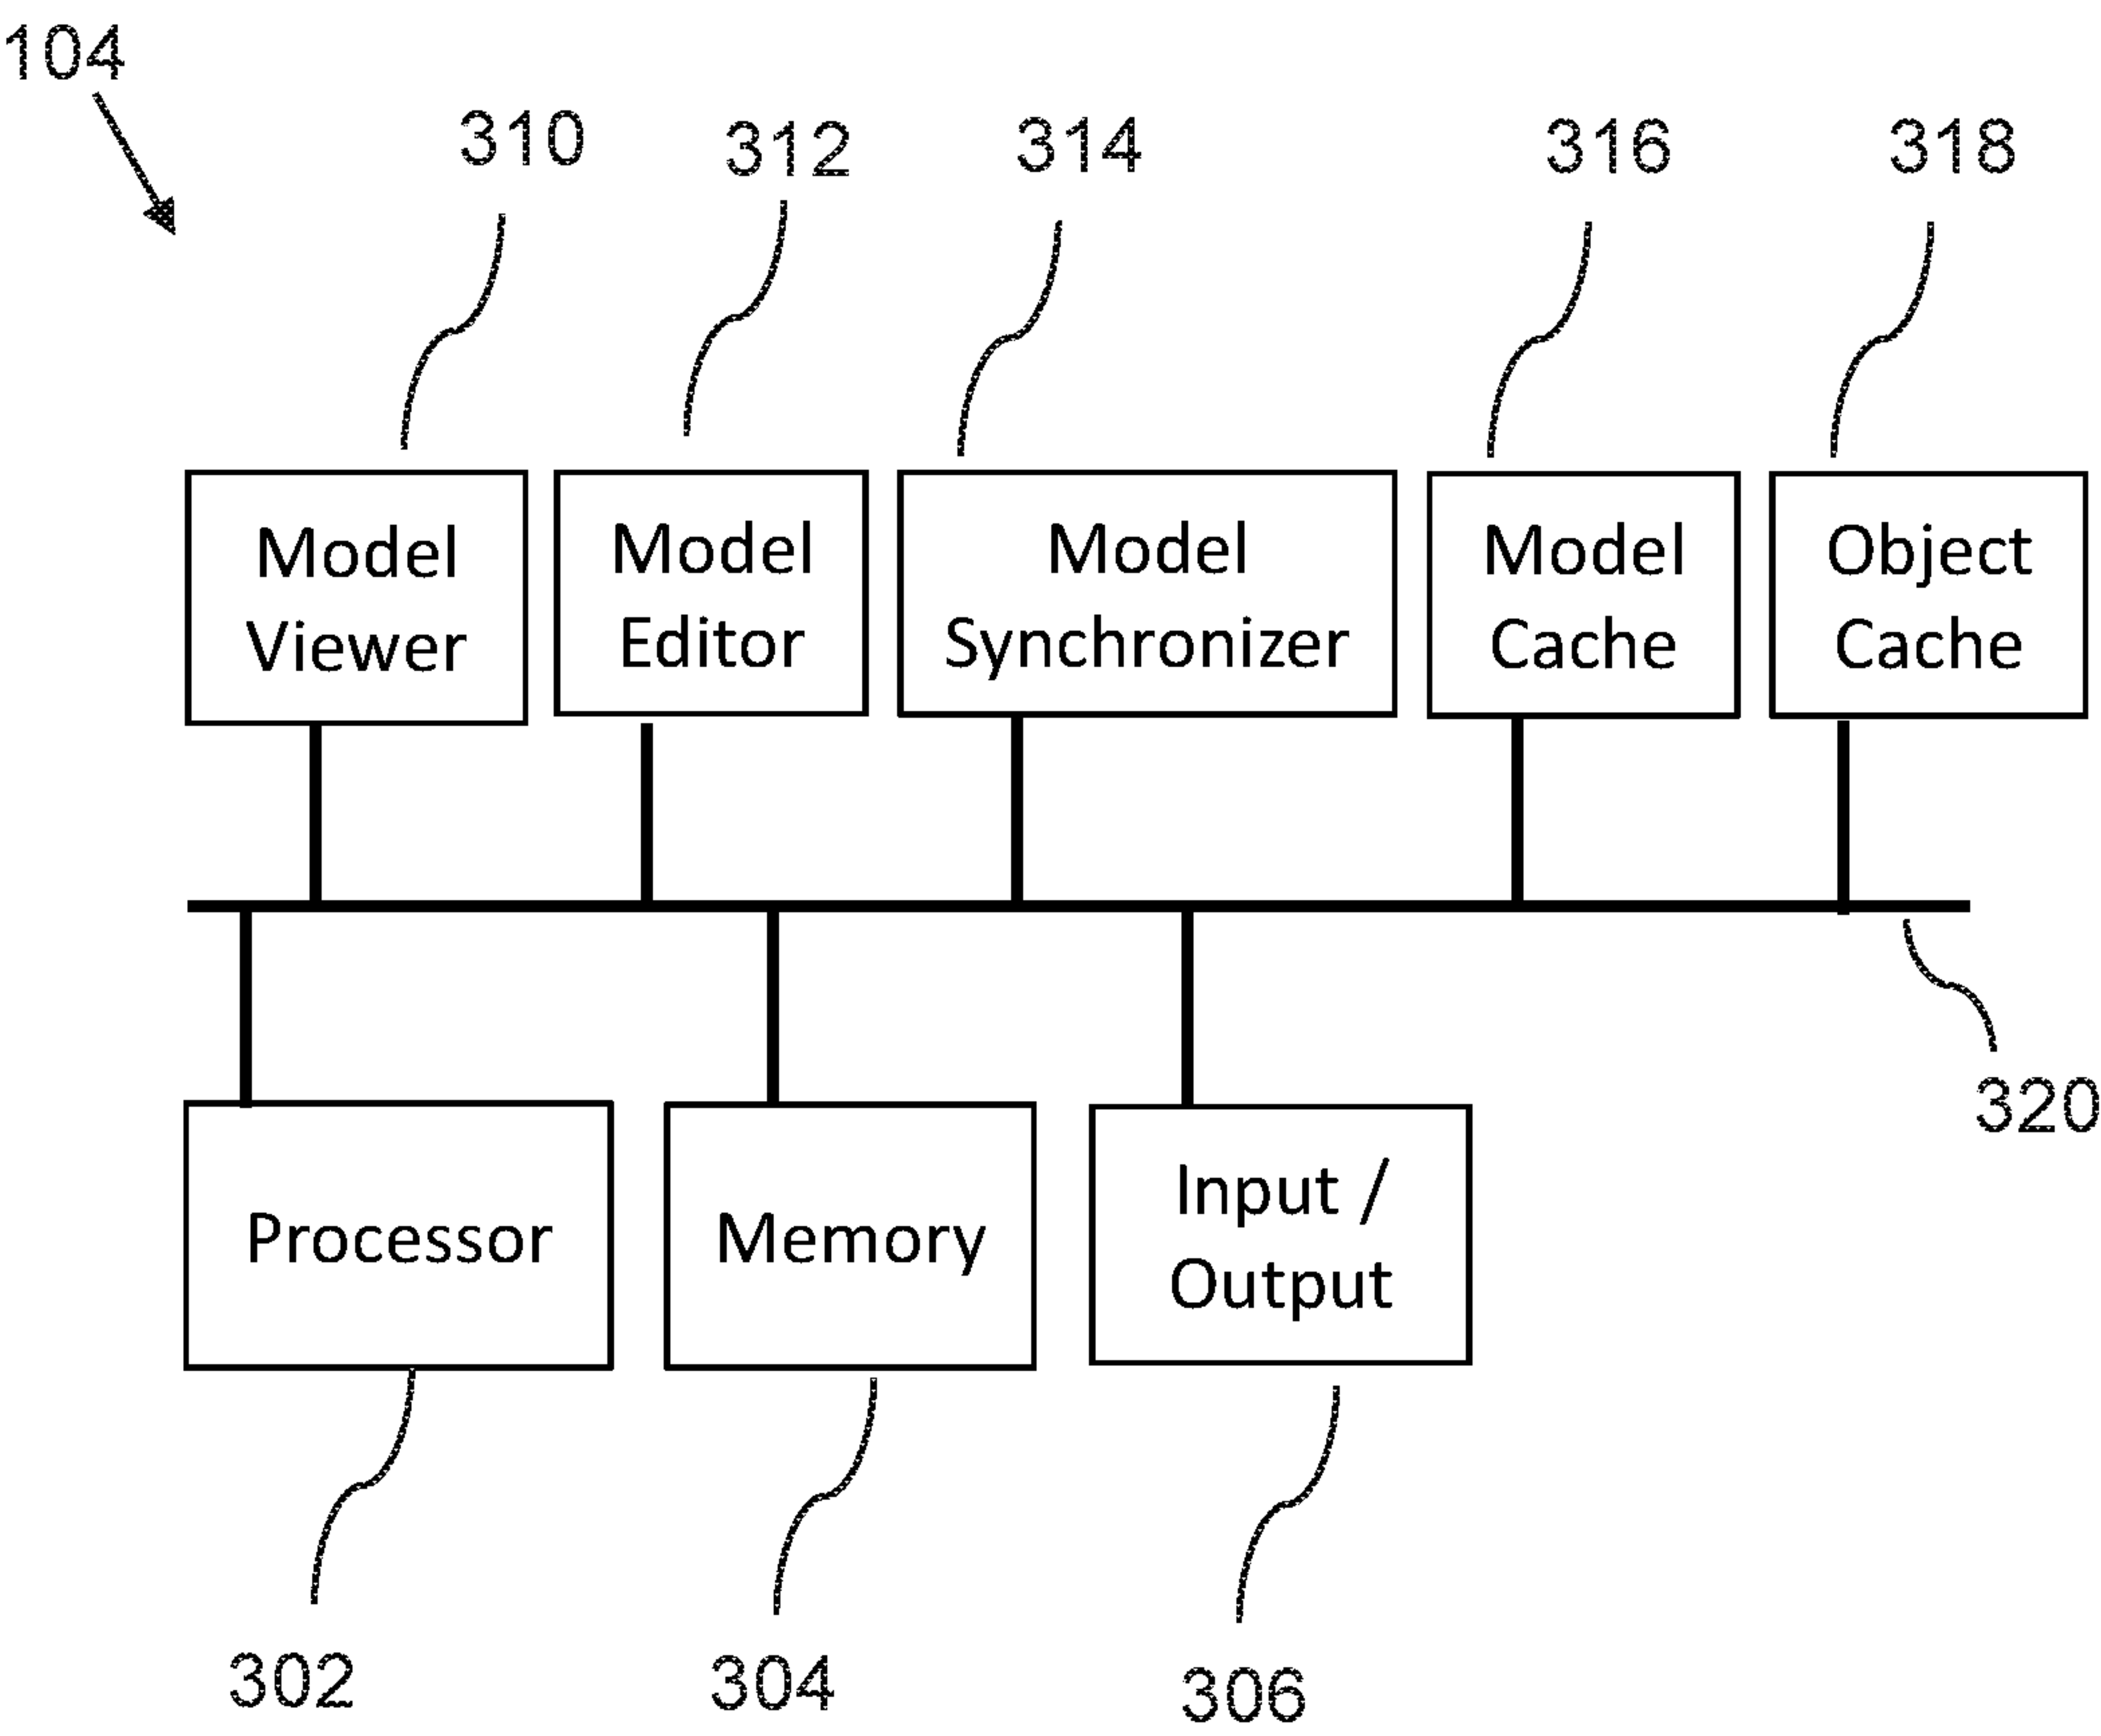 104
310
312
314
316
318
Model
Viewer
Model
Editor
Model
Synchronizer
Model
Cache
Object
Cache
320
Processor
Memory
Input /
Output
302
304
306